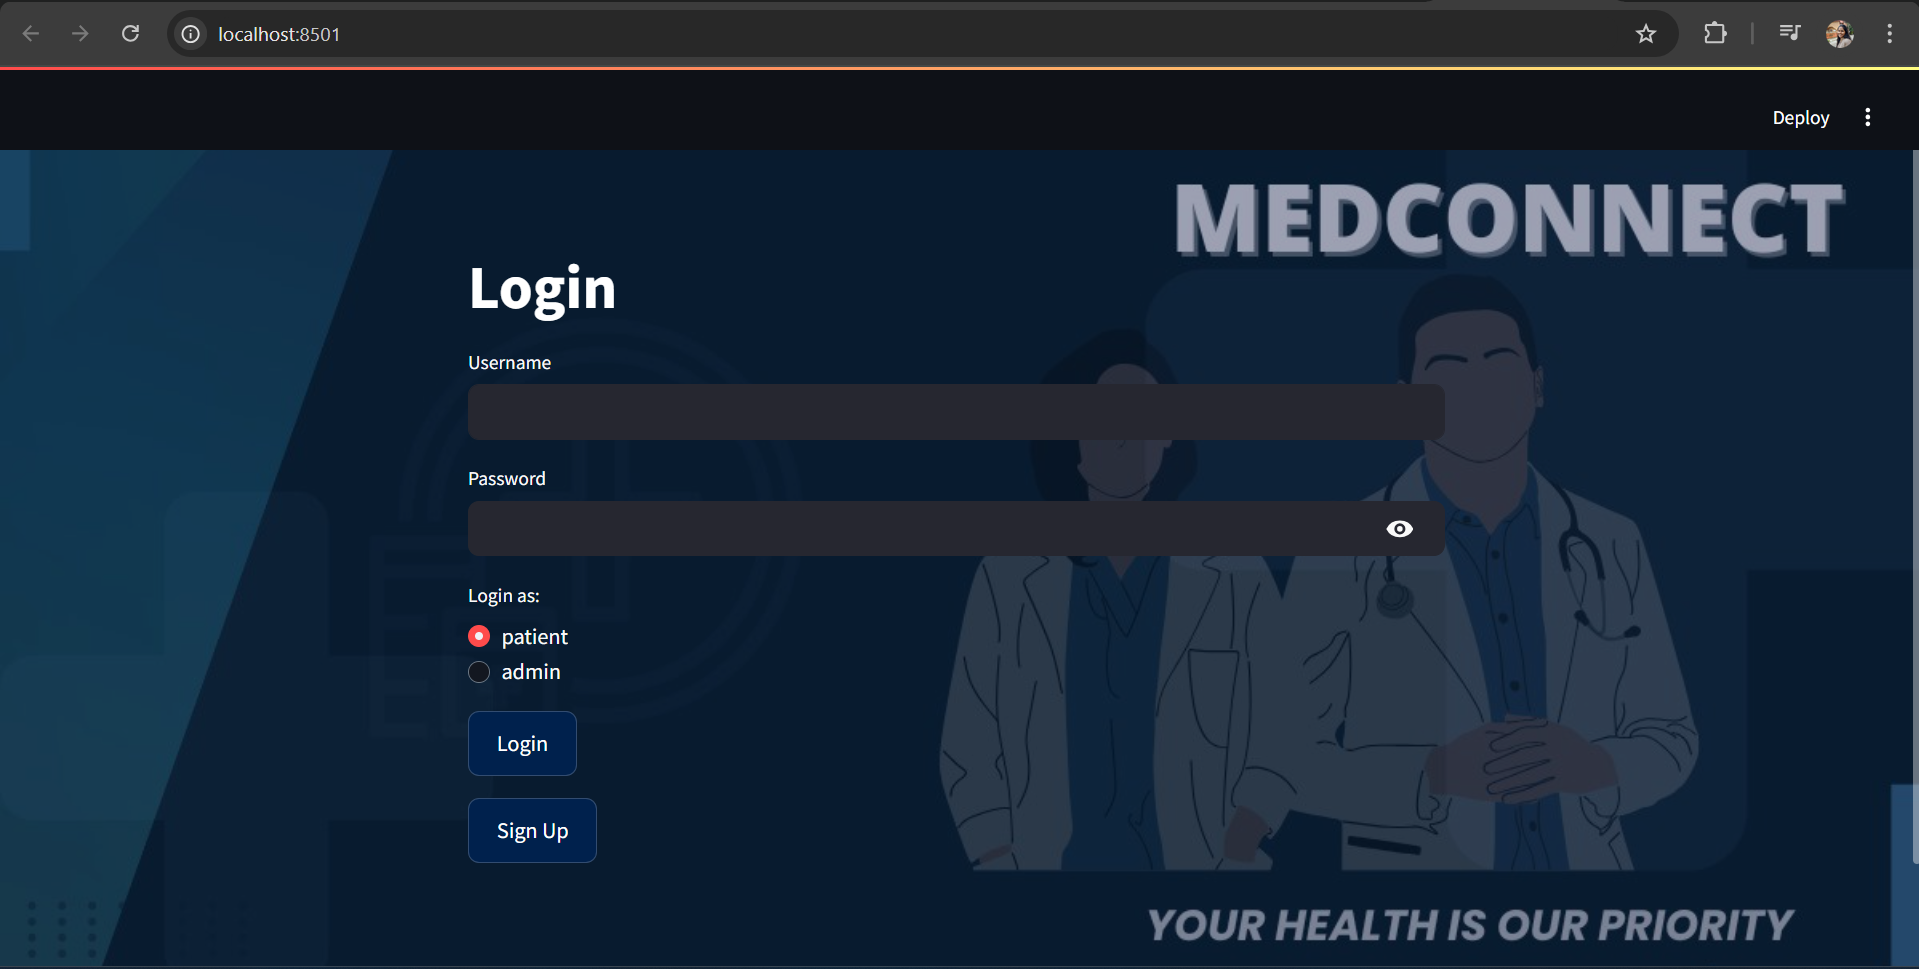 localhost:8501
Deploy
MEDCONNECT
Login
Username
Password
Login as:
patient
admin
Login
Sign Up
YOUR HEALTH IS OUR PRIORITY